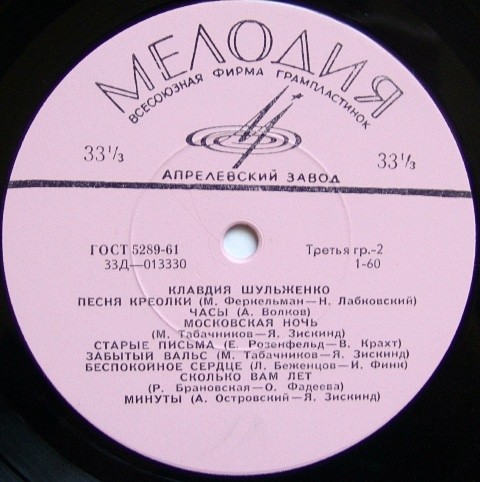 МЕЛОДИЯ
ВСЕСОЮЗНАЯ ФИРМА ГРАМПЛАСТИНОК
33⅓ 33⅓
АПРЕЛЕВСКИЙ ЗАВОД
ГОСТ 5289-61 Третья гр.-2
33Д—013330 1-60
КЛАВДИЯ ШУЛЬЖЕНКО
ПЕСНЯ КРЕОЛКИ (М. Феркельман—Н. Лабковский)
ЧАСЫ (А. Волков)
МОСКОВСКАЯ НОЧЬ
(М. Табачников—Я. Зискинд)
СТАРЫЕ ПИСЬМА (Е. Розенфельд—В. Крахт)
ЗАБЫТЫЙ ВАЛЬС (М. Табачников—Я. Зискинд)
БЕСПОКОЙНОЕ СЕРДЦЕ (Л. Беженцов—И. Финк)
СКОЛЬКО ВАМ ЛЕТ
(Р. Брановская—О. Фадеева)
МИНУТЫ (А. Островский—Я. Зискинд)